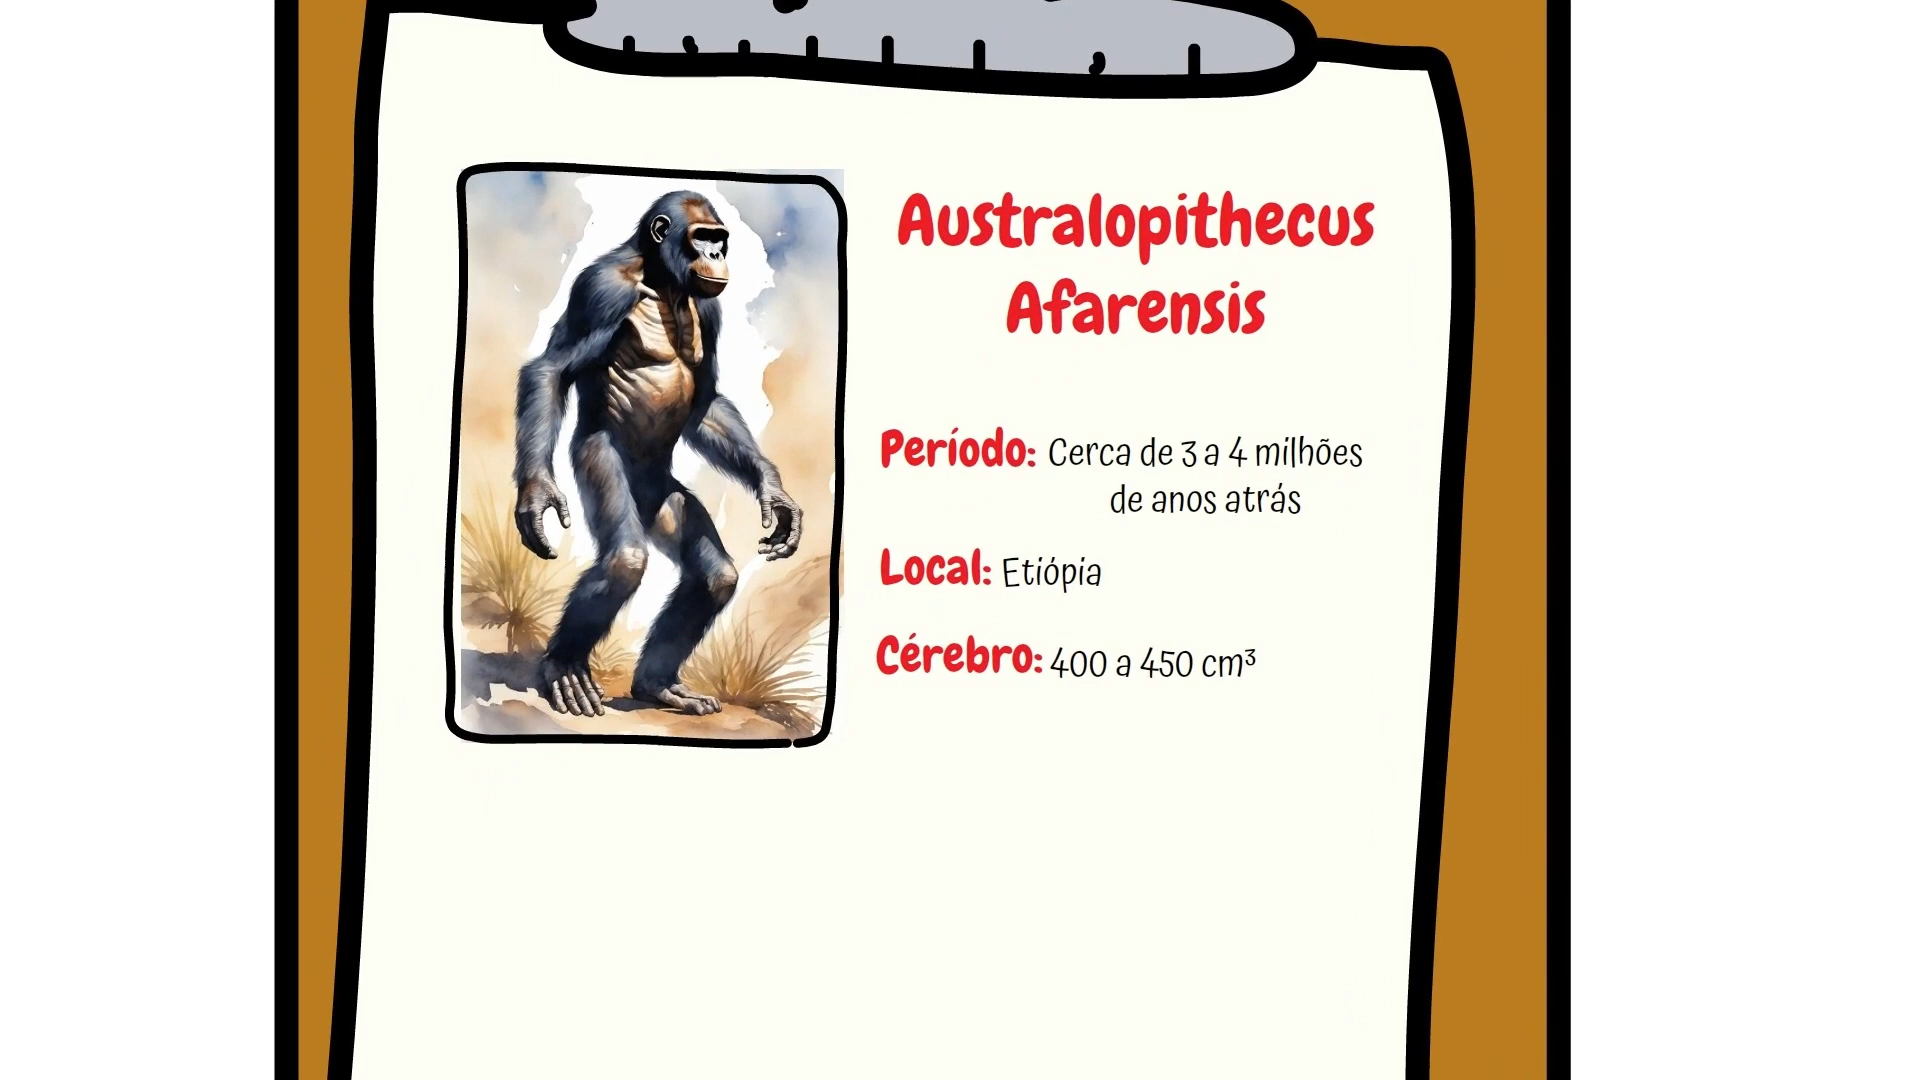 Australopithecus
Afarensis
Período: Cerca de 3 a 4 milhões
de anos atrás
Local: Etiópia
Cérebro: 400 a 450 cm³